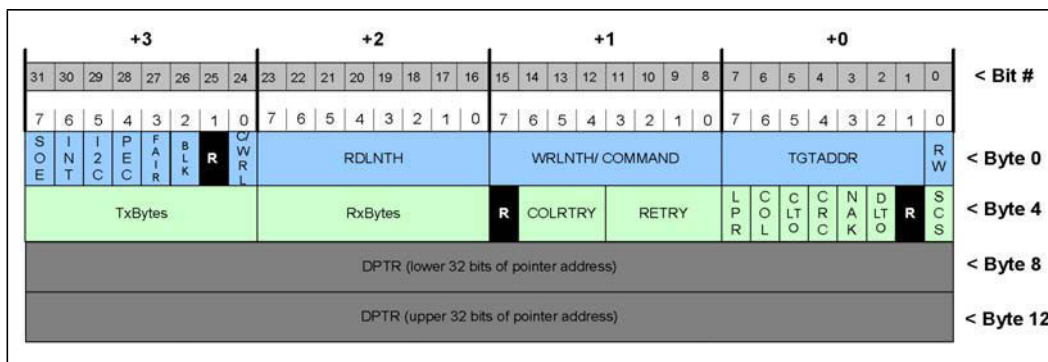 +3 +2 +1 +0
31 30 29 28 27 26 25 24 23 22 21 20 19 18 17 16 15 14 13 12 11 10 9 8 7 6 5 4 3 2 1 0 < Bit #
7 6 5 4 3 2 1 0 7 6 5 4 3 2 1 0 7 6 5 4 3 2 1 0 7 6 5 4 3 2 1 0
SOE INT I2C PEC FAIR BLK R C/WRL RDLNTH WRLNTH/ COMMAND TGTADDR RW < Byte 0
TxBytes RxBytes R COLRTRY RETRY LPR COL CLTO CRC NAK DLTO R SCS < Byte 4
DPTR (lower 32 bits of pointer address) < Byte 8
DPTR (upper 32 bits of pointer address) < Byte 12